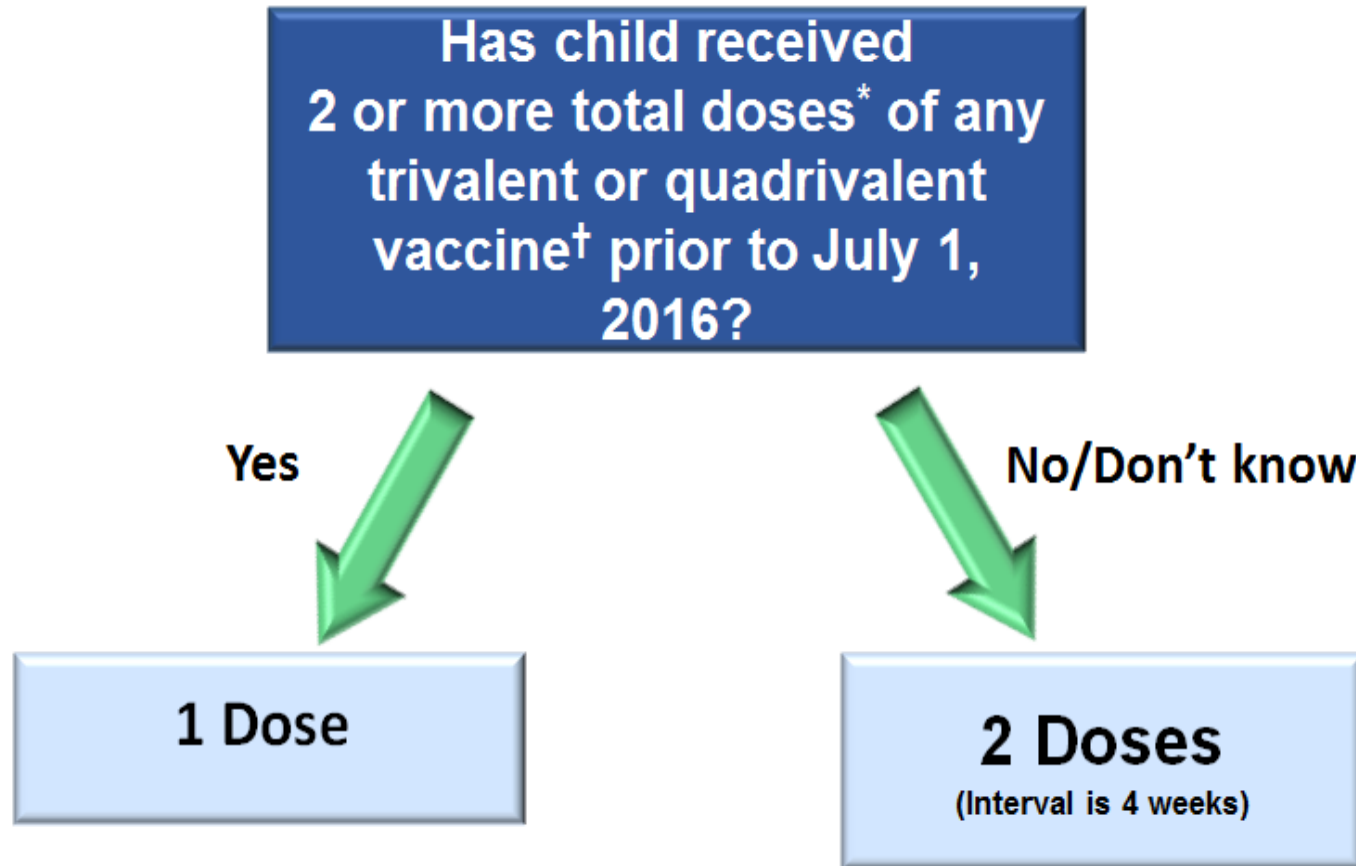 Has child received
2 or more total doses* of any
trivalent or quadrivalent
vaccine† prior to July 1,
2016?
Yes
No/Don’t know
1 Dose
2 Doses
(Interval is 4 weeks)